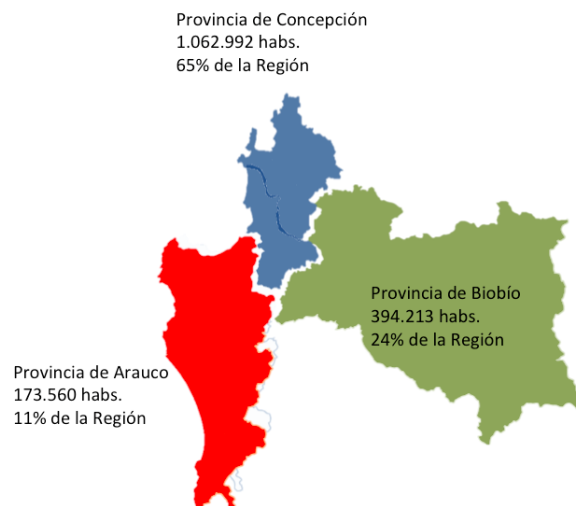 Provincia de Concepción
1.062.992 habs.
65% de la Región
Provincia de Biobío
394.213 habs.
24% de la Región
Provincia de Arauco
173.560 habs.
11% de la Región